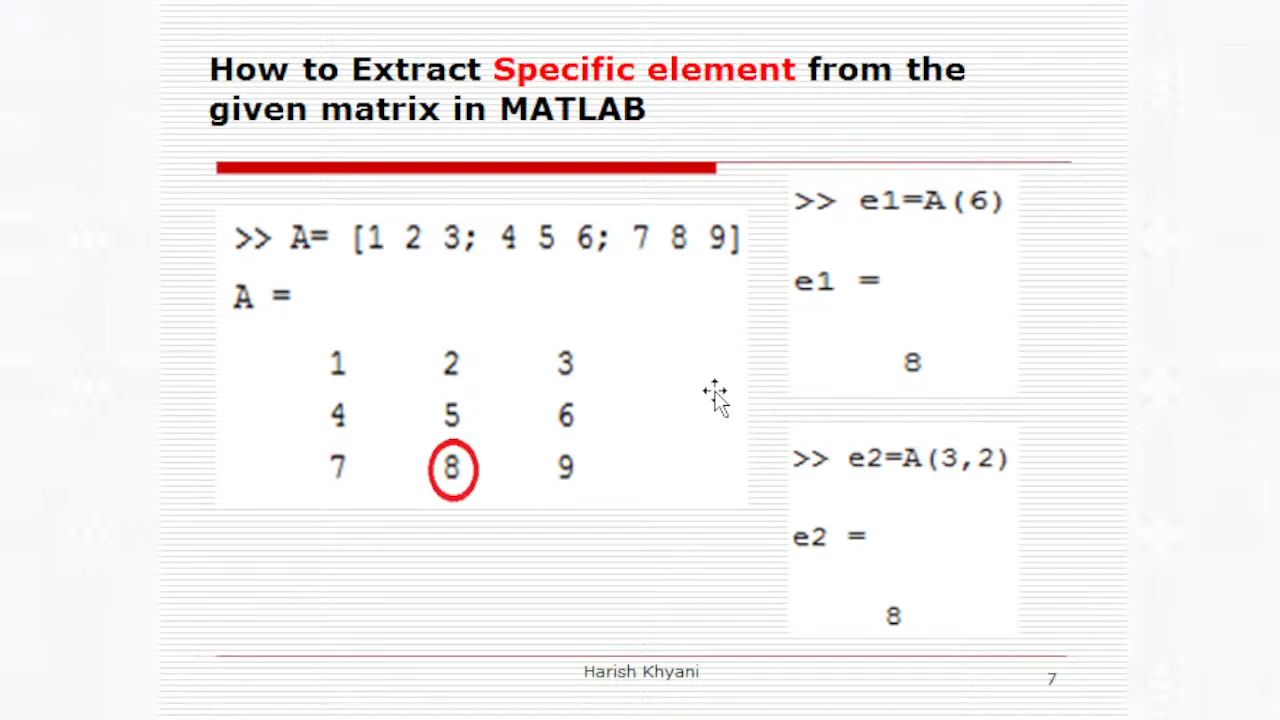 How to Extract Specific element from the
given matrix in MATLAB
>> A= [1 2 3; 4 5 6; 7 8 9]
A =
1 2 3
4 5 6
7 8 9
>> e1=A(6)
e1 =
8
>> e2=A(3,2)
e2 =
8
Harish Khyani
7